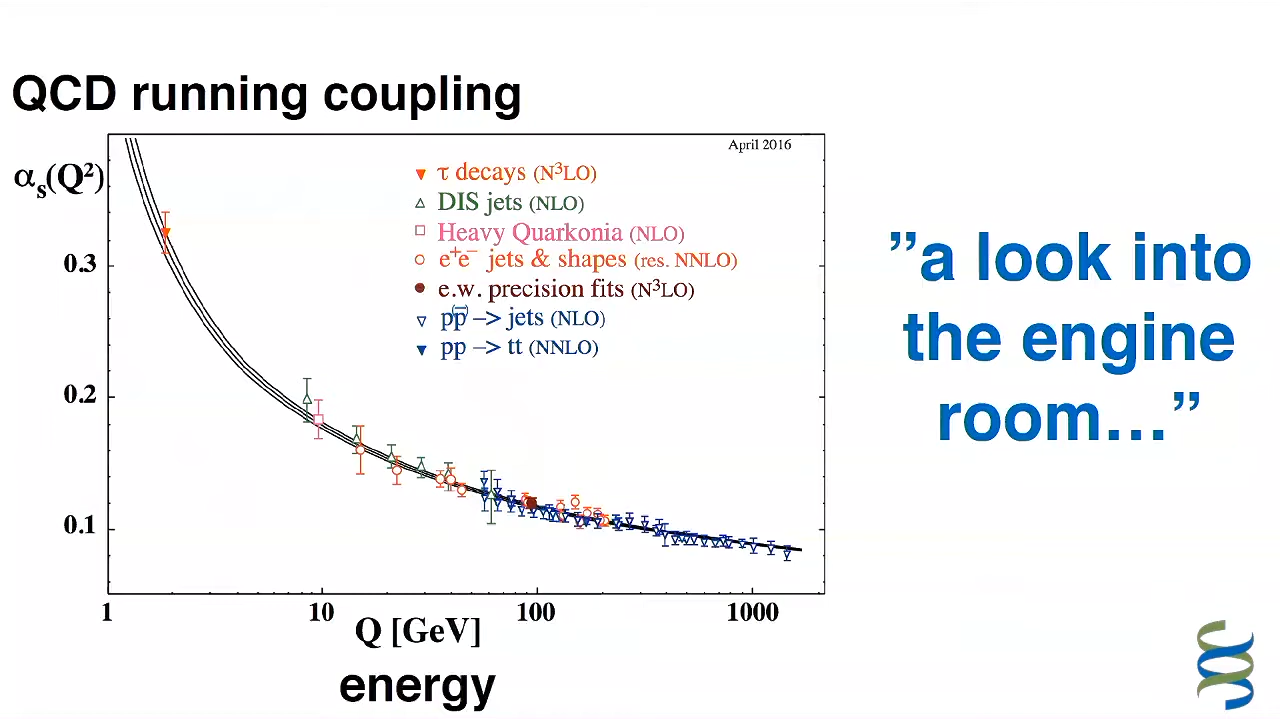 QCD running coupling
April 2016
αs(Q²)
τ decays (N³LO)
DIS jets (NLO)
Heavy Quarkonia (NLO)
e⁺e⁻ jets & shapes (res. NNLO)
e.w. precision fits (N³LO)
pp(–) –> jets (NLO)
pp –> tt (NNLO)
0.3
0.2
0.1
1
10
100
1000
Q [GeV]
energy
”a look into
the engine
room…”